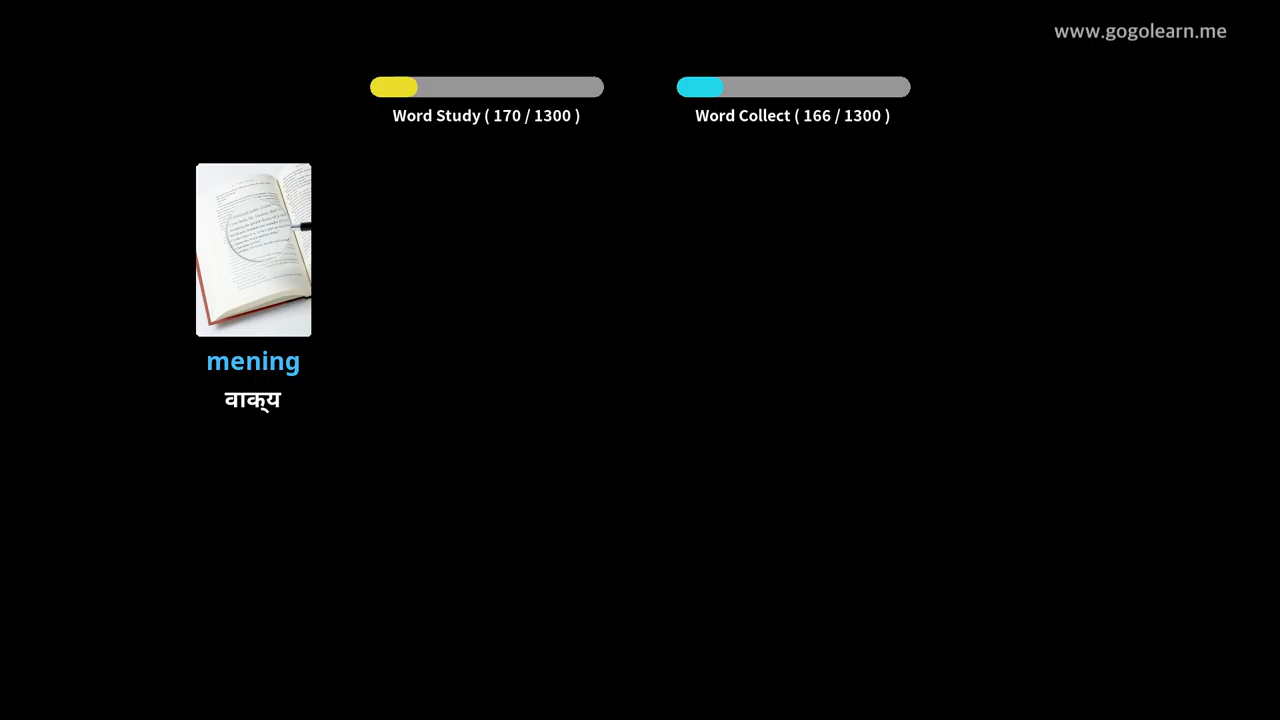 www.gogolearn.me
Word Study ( 170 / 1300 )
Word Collect ( 166 / 1300 )
mening
वाक्य